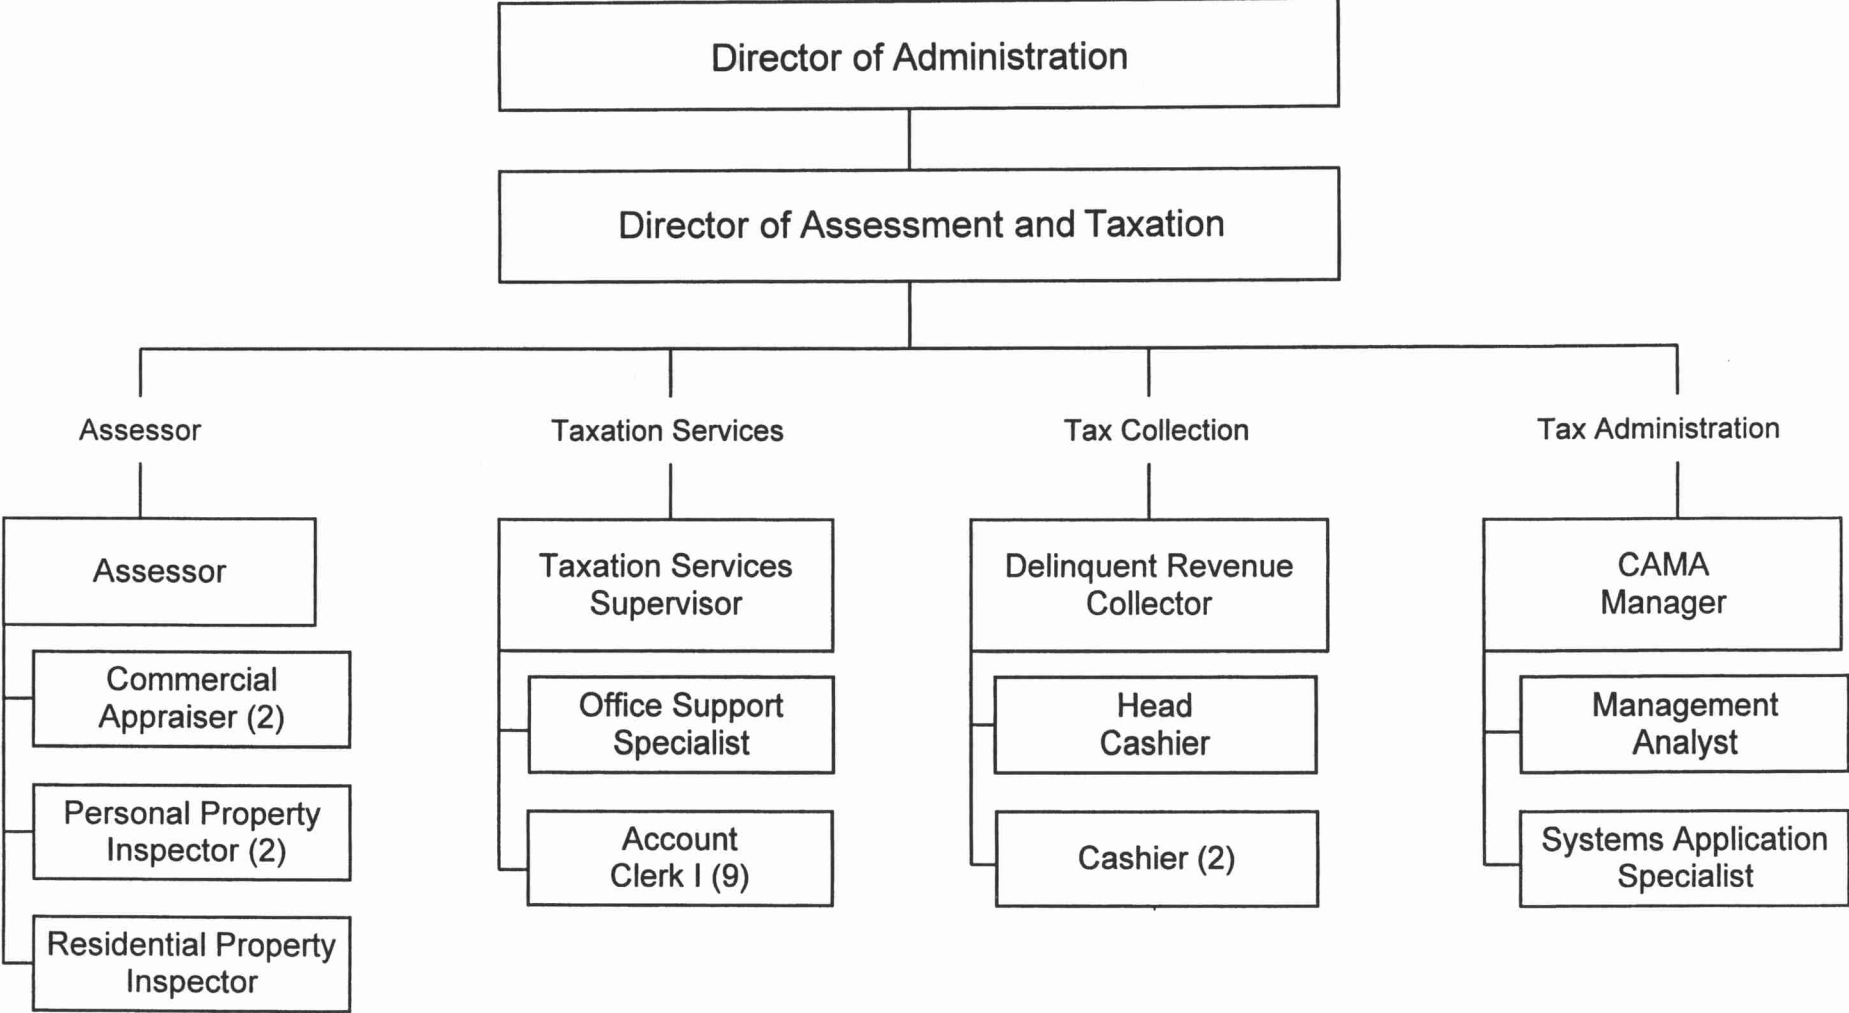 Director of Administration
Director of Assessment and Taxation
Assessor
Taxation Services
Tax Collection
Tax Administration
Assessor
Commercial
Appraiser (2)
Personal Property
Inspector (2)
Residential Property
Inspector
Taxation Services
Supervisor
Office Support
Specialist
Account
Clerk I (9)
Delinquent Revenue
Collector
Head
Cashier
Cashier (2)
CAMA
Manager
Management
Analyst
Systems Application
Specialist